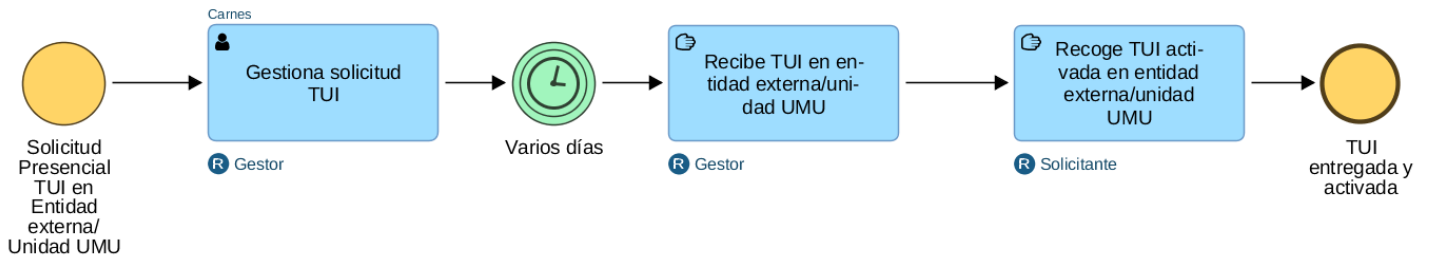 Carnes
Gestiona solicitud
TUI
R Gestor
Solicitud
Presencial
TUI en
Entidad
externa/
Unidad UMU
Varios días
Recibe TUI en en-
tidad externa/uni-
dad UMU
R Gestor
Recoge TUI acti-
vada en entidad
externa/unidad
UMU
R Solicitante
TUI
entregada y
activada